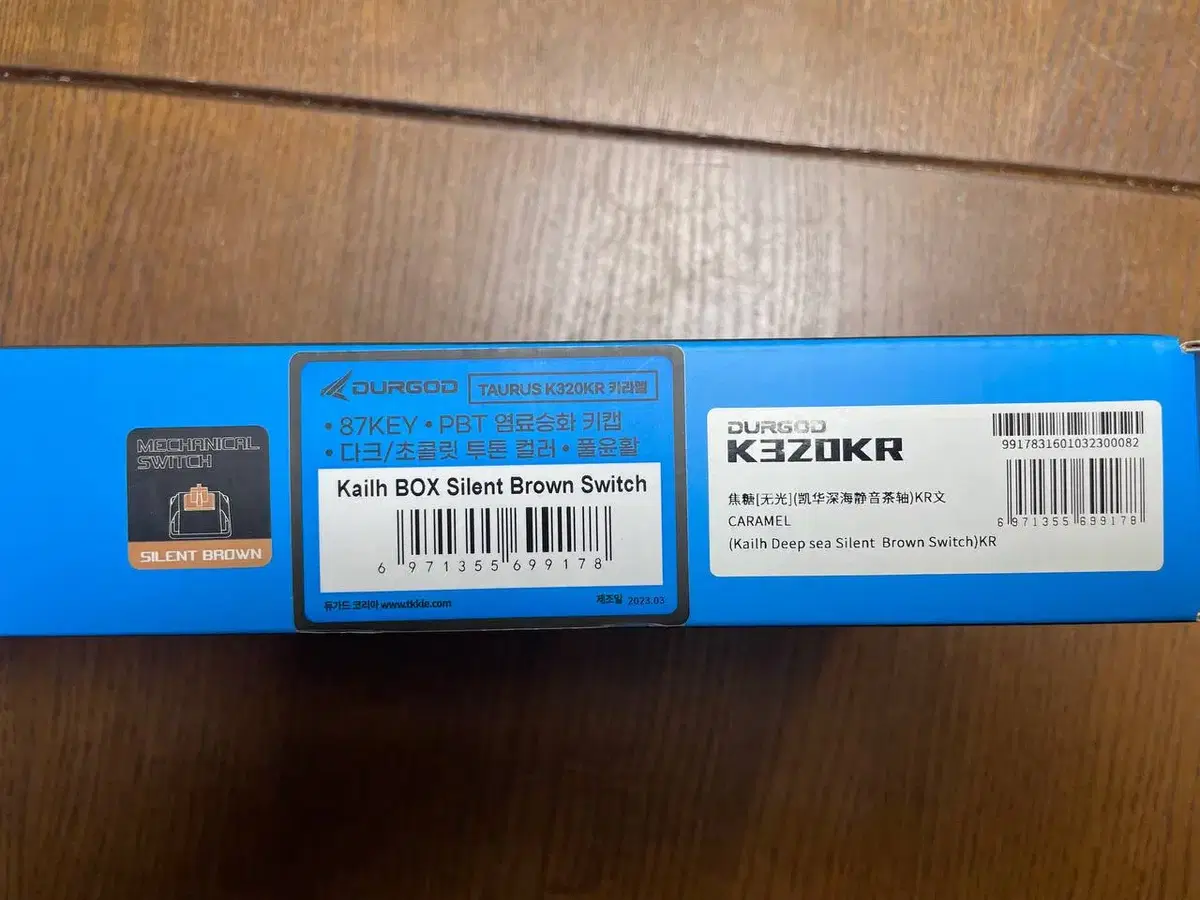 MECHANICAL
SWITCH
SILENT BROWN
DURGOD TAURUS K320KR 키라멜
• 87KEY • PBT 염료승화 키캡
• 다크/초콜릿 투톤 컬러 • 풀윤활
Kailh BOX Silent Brown Switch
6 971355 699178
듀가드 코리아 www.tkkie.com 제조일 2023.03
DURGOD
K320KR
9917831601032300082
焦糖[无光](凯华深海静音茶轴)KR文
CARAMEL
(Kailh Deep sea Silent Brown Switch)KR
6 971355 699178